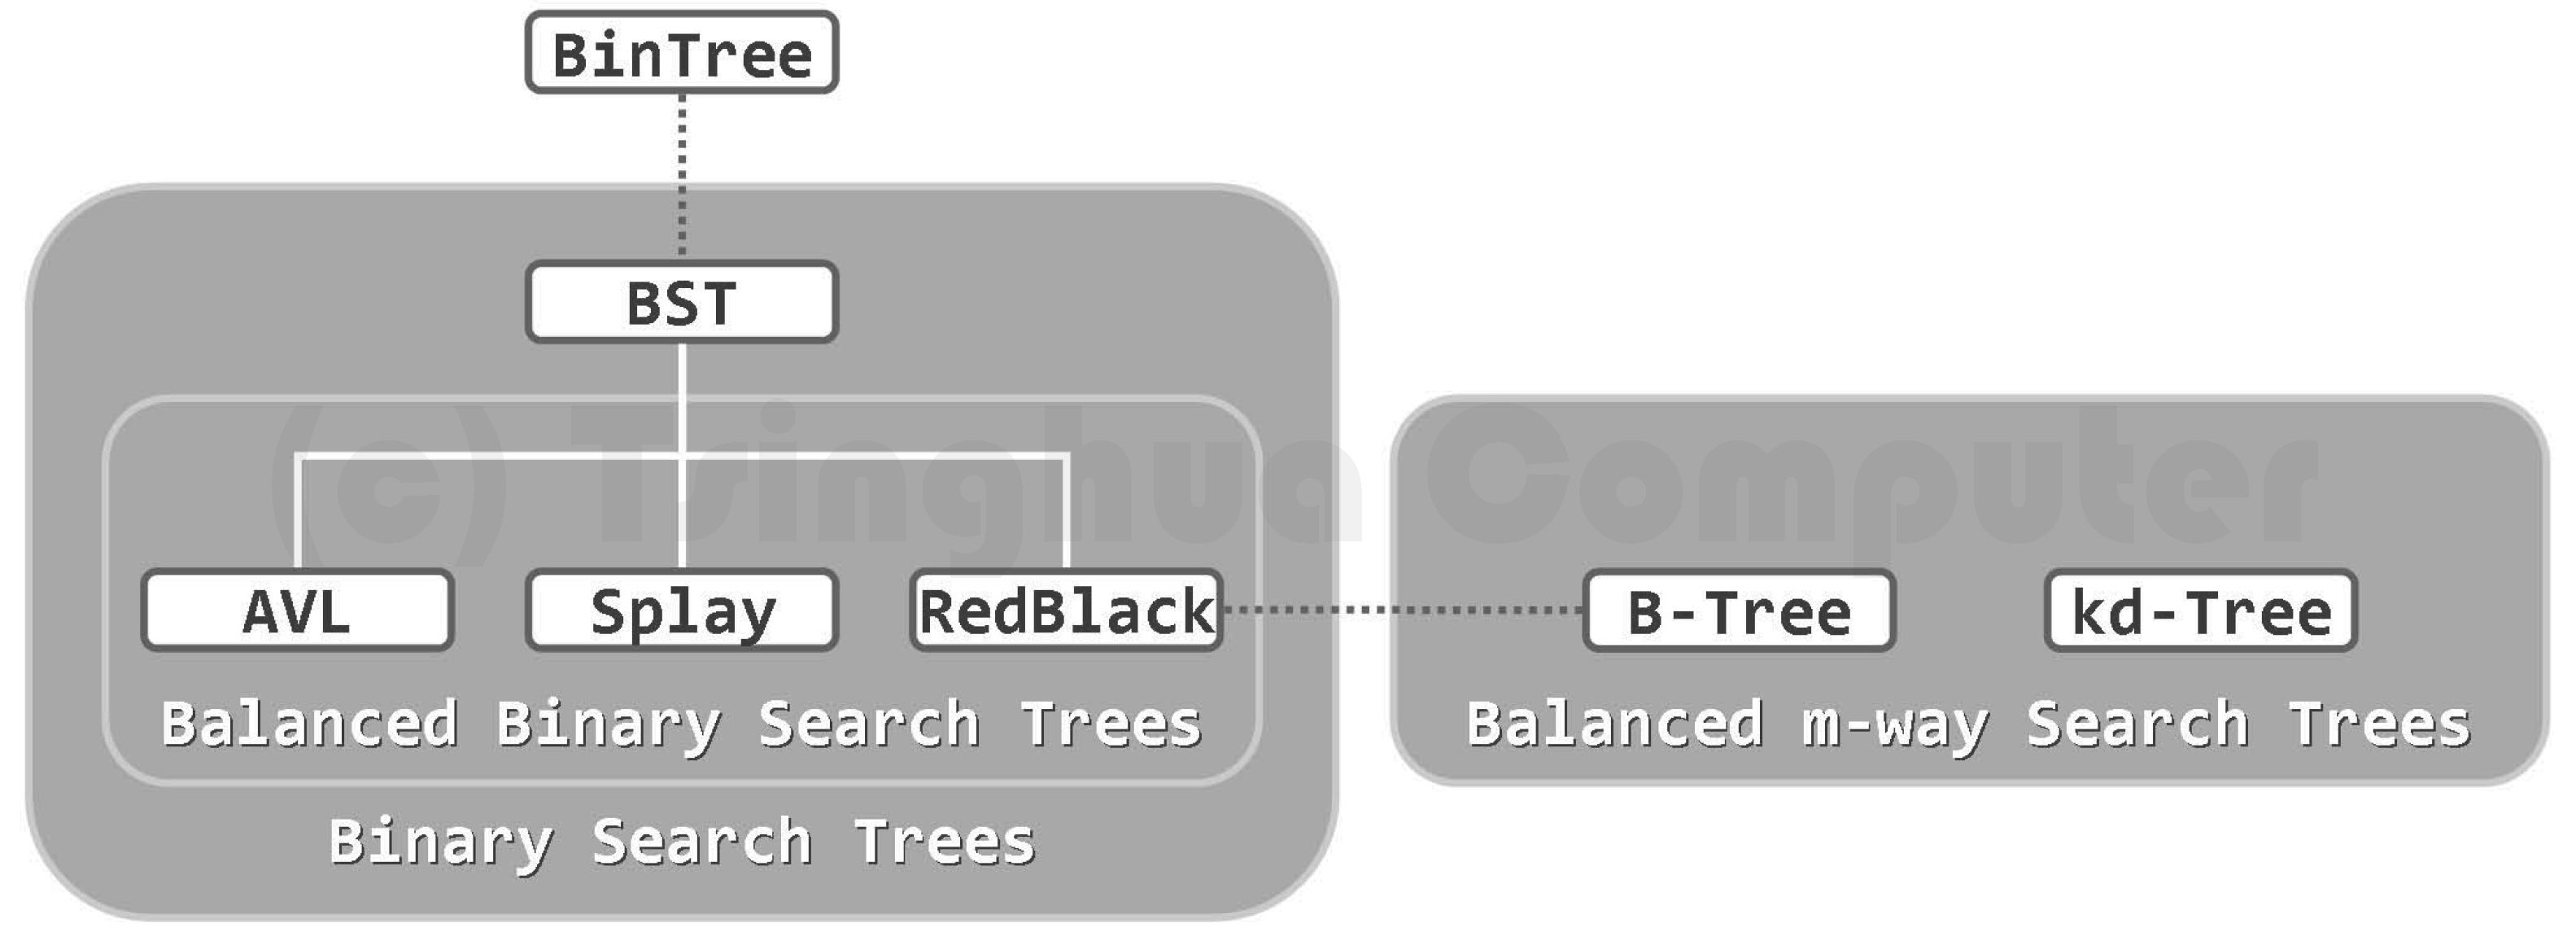 BinTree
BST
(c) Tsinghua Computer
AVL Splay RedBlack B-Tree kd-Tree
Balanced Binary Search Trees Balanced m-way Search Trees
Binary Search Trees